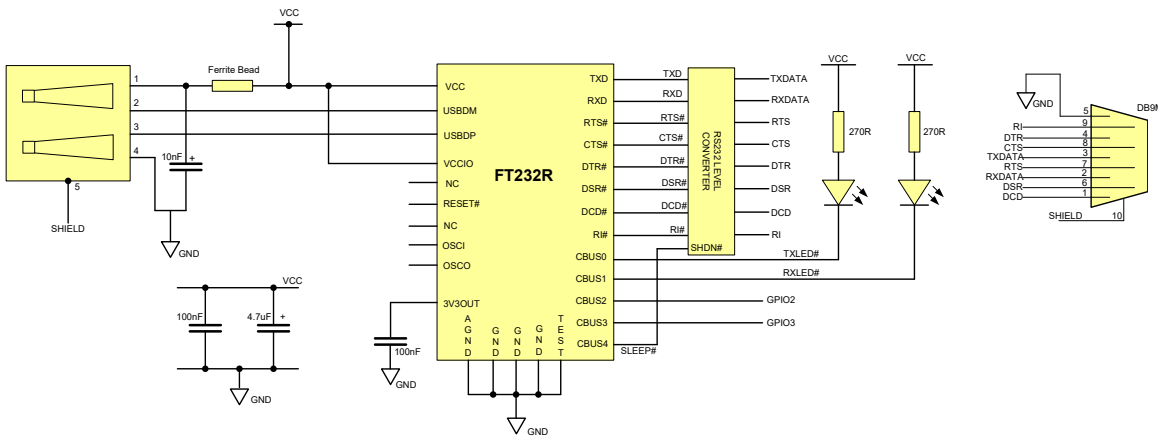 VCC
Ferrite Bead
1
2
3
4
5
SHIELD
10nF +
GND
VCC
100nF
4.7uF +
GND
FT232R
VCC
USBDM
USBDP
VCCIO
NC
RESET#
NC
OSCI
OSCO
3V3OUT
100nF
GND
AGND
GND
GND
GND
TEST
GND
TXD
RXD
RTS#
CTS#
DTR#
DSR#
DCD#
RI#
CBUS0
CBUS1
CBUS2
CBUS3
CBUS4
TXD
RXD
RTS#
CTS#
DTR#
DSR#
DCD#
RI#
SLEEP#
RS232 LEVEL
CONVERTER
SHDN#
TXDATA
RXDATA
RTS
CTS
DTR
DSR
DCD
RI
TXLED#
RXLED#
GPIO2
GPIO3
VCC
VCC
270R
270R
GND
DB9M
5
RI 9
DTR 4
CTS 8
TXDATA 3
RTS 7
RXDATA 2
DSR 6
DCD 1
SHIELD 10